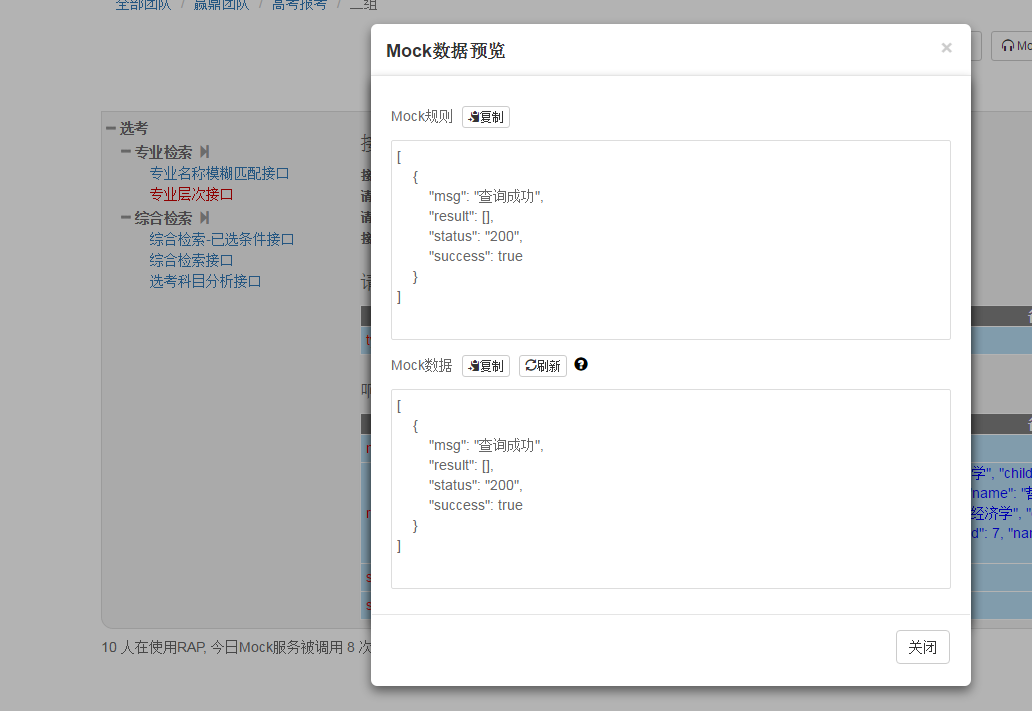 全部团队 / 赢鼎团队 / 高考报考 / 二组
Mock数据预览
×
Mo
选考
专业检索
专业名称模糊匹配接口
专业层次接口
综合检索
综合检索-已选条件接口
综合检索接口
选考科目分析接口
Mock规则 复制
[
{
"msg": "查询成功",
"result": [],
"status": "200",
"success": true
}
]
Mock数据 复制 刷新
[
{
"msg": "查询成功",
"result": [],
"status": "200",
"success": true
}
]
学", "child
name": "哲
经济学", "
d": 7, "nar
10 人在使用RAP, 今日Mock服务被调用 8 次
关闭